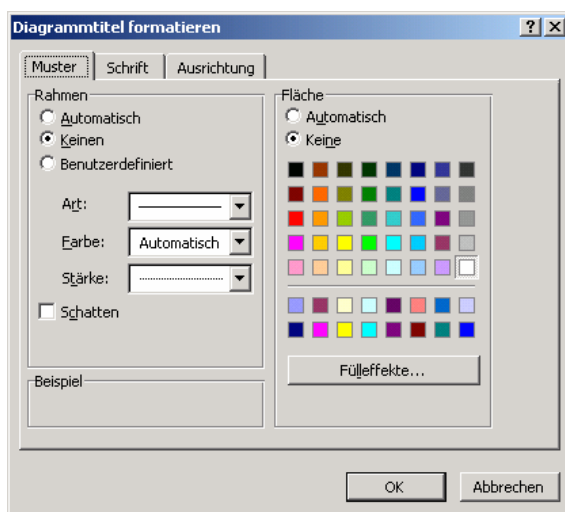 Diagrammtitel formatieren
Muster Schrift Ausrichtung
Rahmen
Automatisch
Keinen
Benutzerdefiniert
Art:
Farbe: Automatisch
Stärke:
Schatten
Beispiel
Fläche
Automatisch
Keine
Fülleffekte...
OK Abbrechen